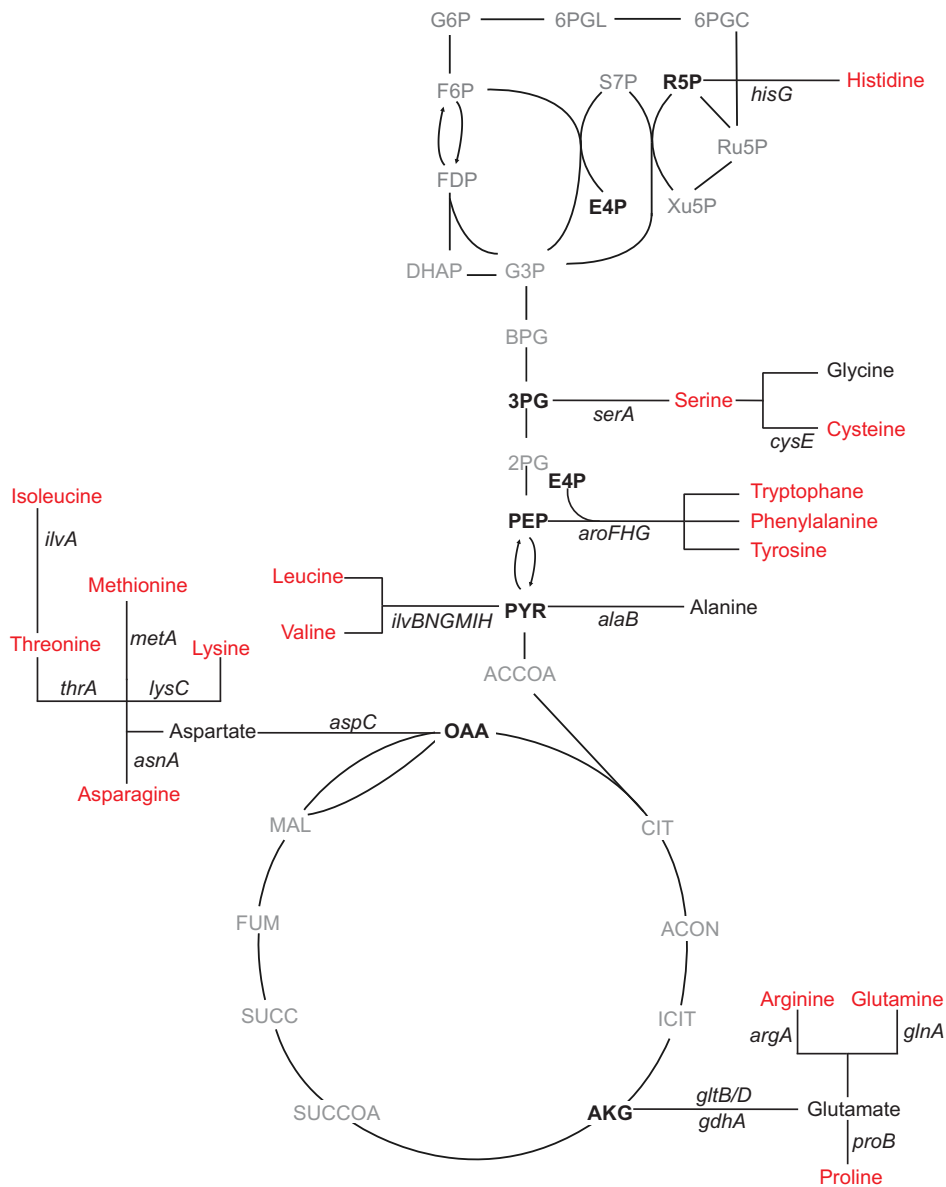 G6P 6PGL 6PGC
F6P S7P R5P hisG Histidine
Ru5P
FDP E4P Xu5P
DHAP G3P
BPG
3PG serA Serine Glycine
cysE Cysteine
2PG
E4P
PEP aroFHG Tryptophane
Phenylalanine
Tyrosine
Isoleucine
ilvA
Methionine
metA
Threonine
Lysine
thrA lysC
Leucine
Valine
ilvBNGMIH PYR alaB Alanine
ACCOA
Aspartate aspC OAA
asnA
Asparagine
MAL CIT
FUM ACON
SUCC ICIT
SUCCOA AKG gltB/D
gdhA
Glutamate
Arginine Glutamine
argA glnA
proB
Proline